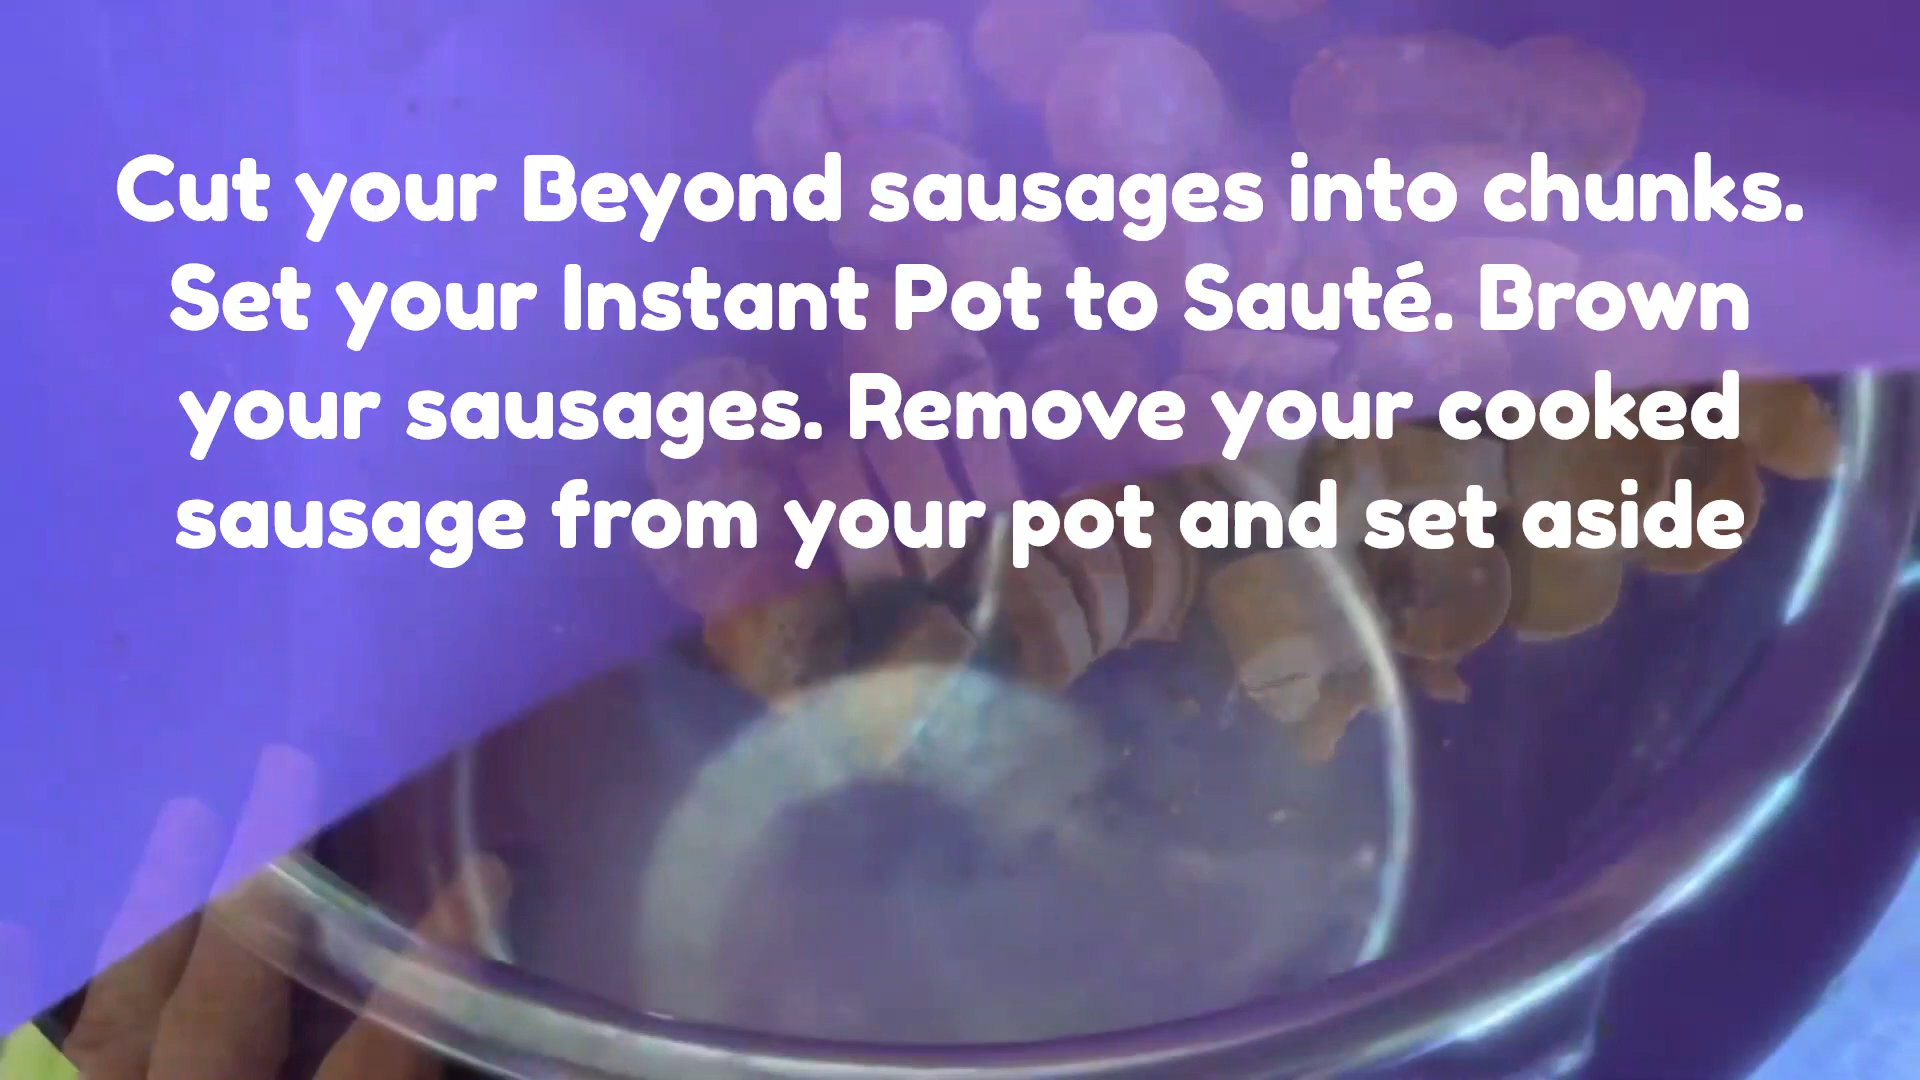 Cut your Beyond sausages into chunks.
Set your Instant Pot to Sauté. Brown
your sausages. Remove your cooked
sausage from your pot and set aside